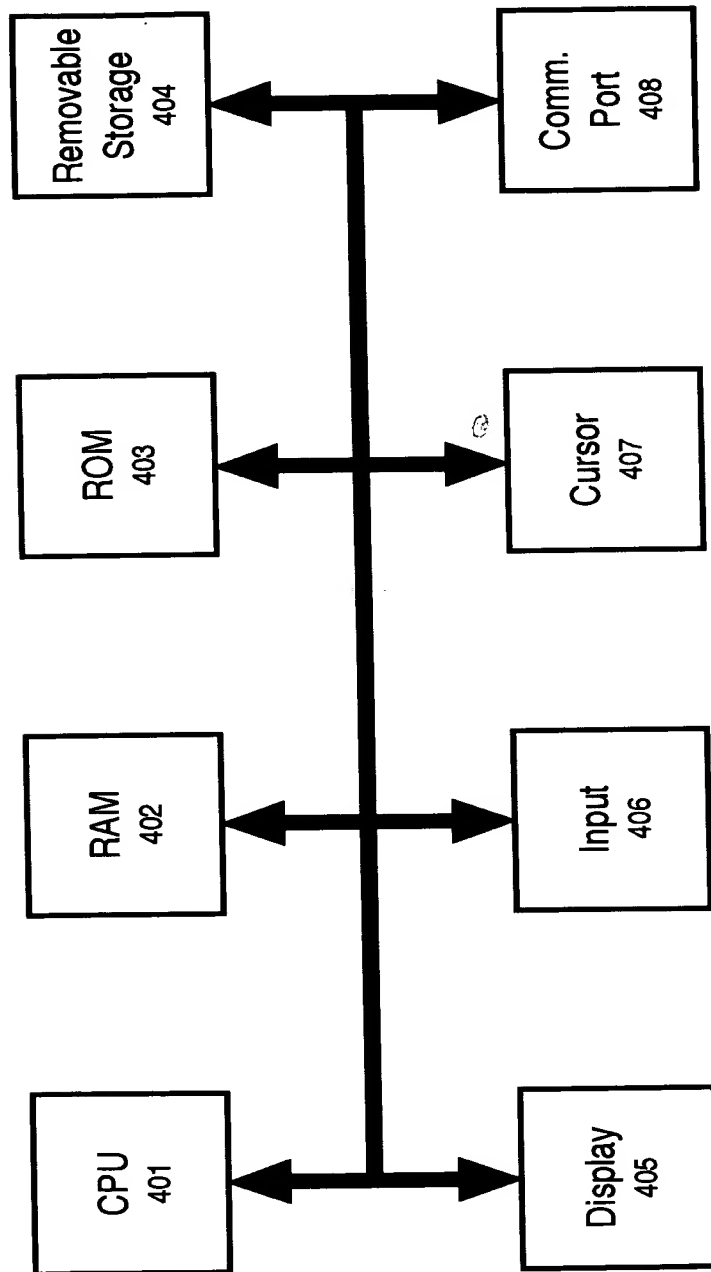 CPU
401
RAM
402
ROM
403
Removable
Storage
404
Display
405
Input
406
Cursor
407
Comm.
Port
408